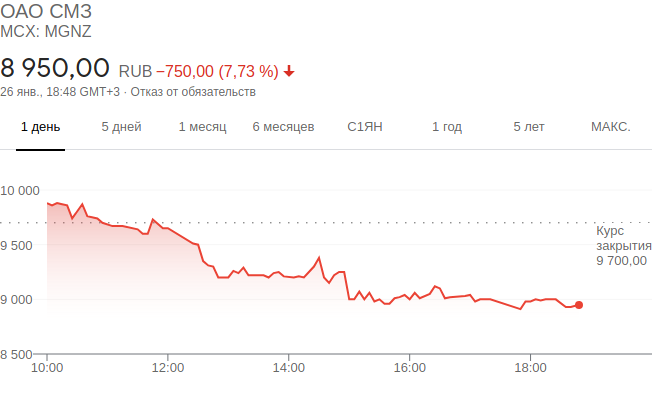 ОАО СМЗ
MCX: MGNZ
8 950,00 RUB −750,00 (7,73 %)
26 янв., 18:48 GMT+3 · Отказ от обязательств
1 день 5 дней 1 месяц 6 месяцев С1ЯН 1 год 5 лет МАКС.
10 000
9 500
9 000
8 500
Курс
закрытия
9 700,00
10:00 12:00 14:00 16:00 18:00